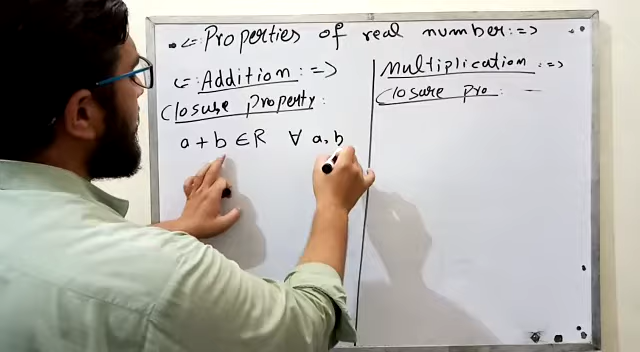 <=: Properties of real number :=>
<=: Addition :=>
Closure Property :
a + b ∈ R ∀ a, b
Multiplication :=>
Closure pro : —